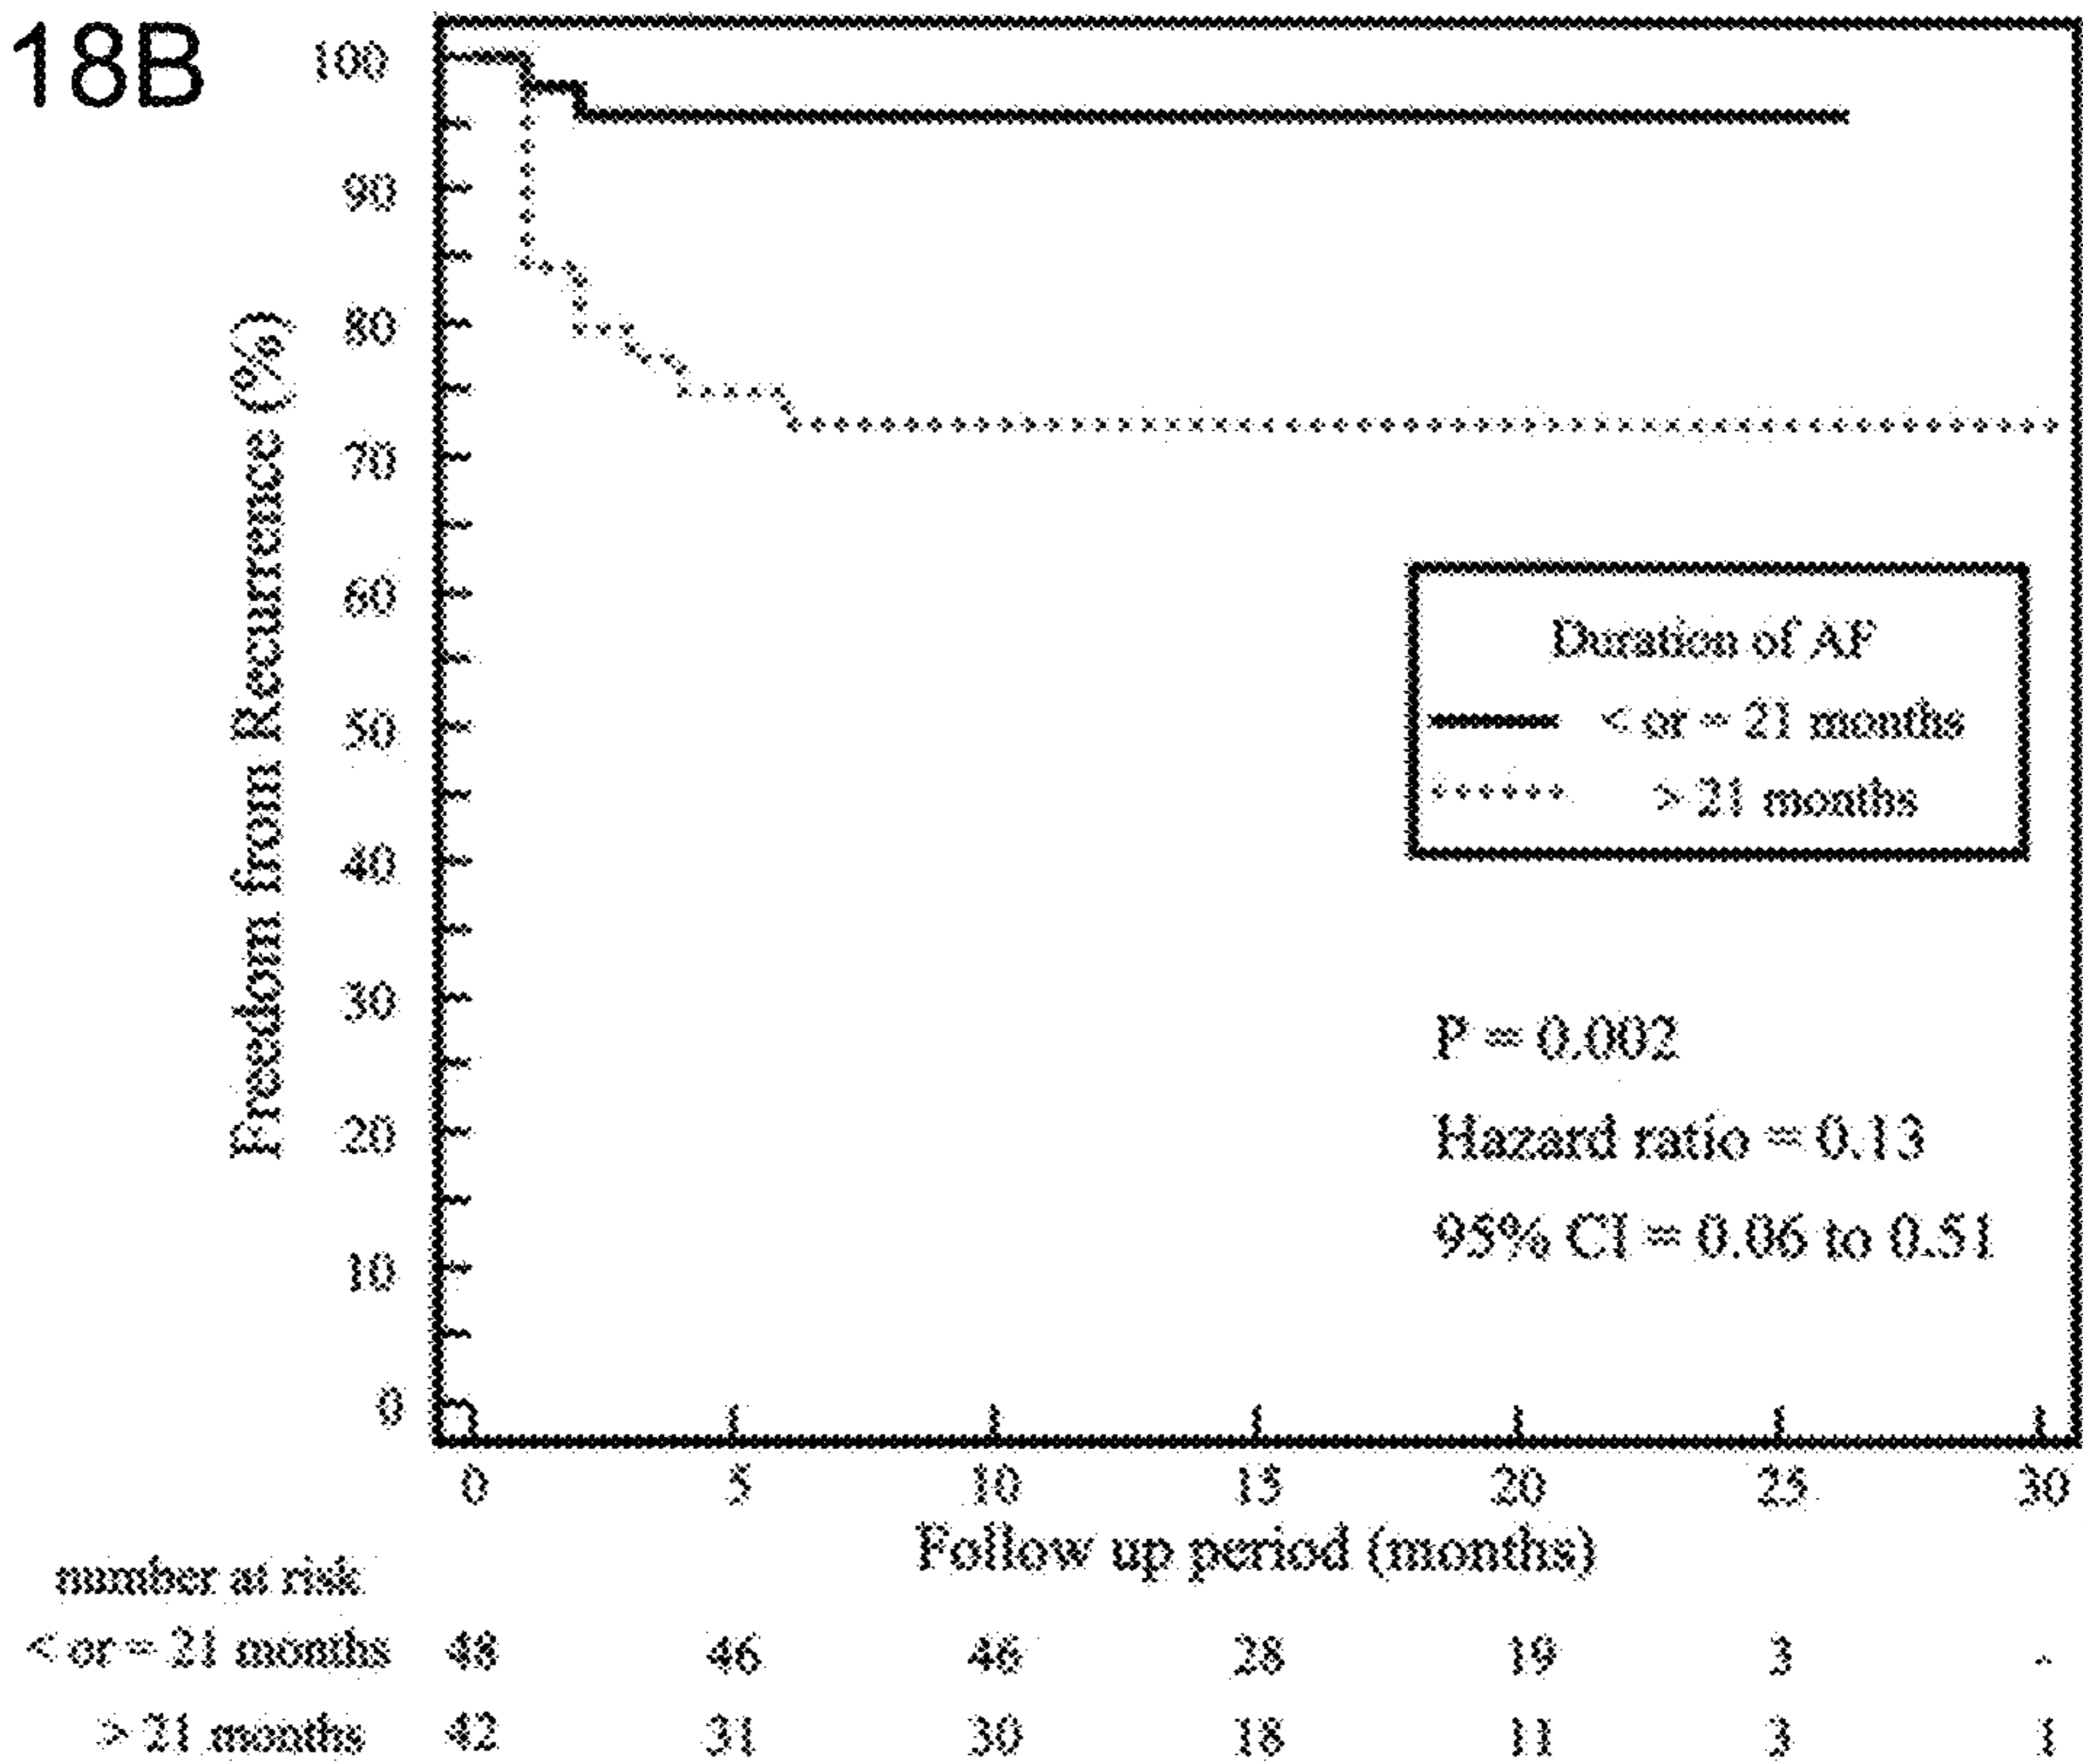 18B
Freedom from Recurrence (%)
100
90
80
70
60
50
40
30
20
10
0
Duration of AF
< or = 21 months
> 21 months
P = 0.002
Hazard ratio = 0.13
95% CI = 0.06 to 0.51
0 5 10 15 20 25 30
Follow up period (months)
number at risk
< or = 21 months 48 46 46 28 19 3 -
> 21 months 42 31 30 18 11 3 1